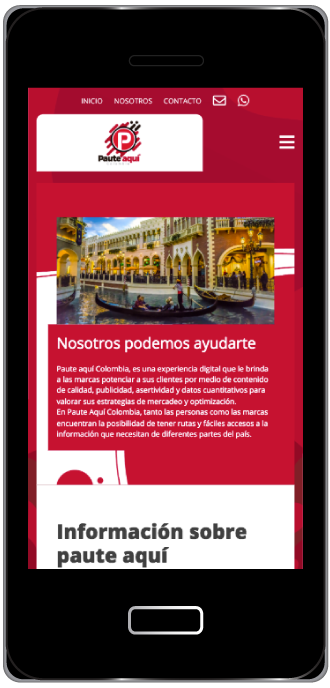 INICIO NOSOTROS CONTACTO
P
Paute aquí
Nosotros podemos ayudarte
Paute aquí Colombia, es una experiencia digital que le brinda
a las marcas potenciar a sus clientes por medio de contenido
de calidad, publicidad, asertividad y datos cuantitativos para
valorar sus estrategias de mercadeo y optimización.
En Paute Aquí Colombia, tanto las personas como las marcas
encuentran la posibilidad de tener rutas y fáciles accesos a la
información que necesitan de diferentes partes del país.
Información sobre
paute aquí